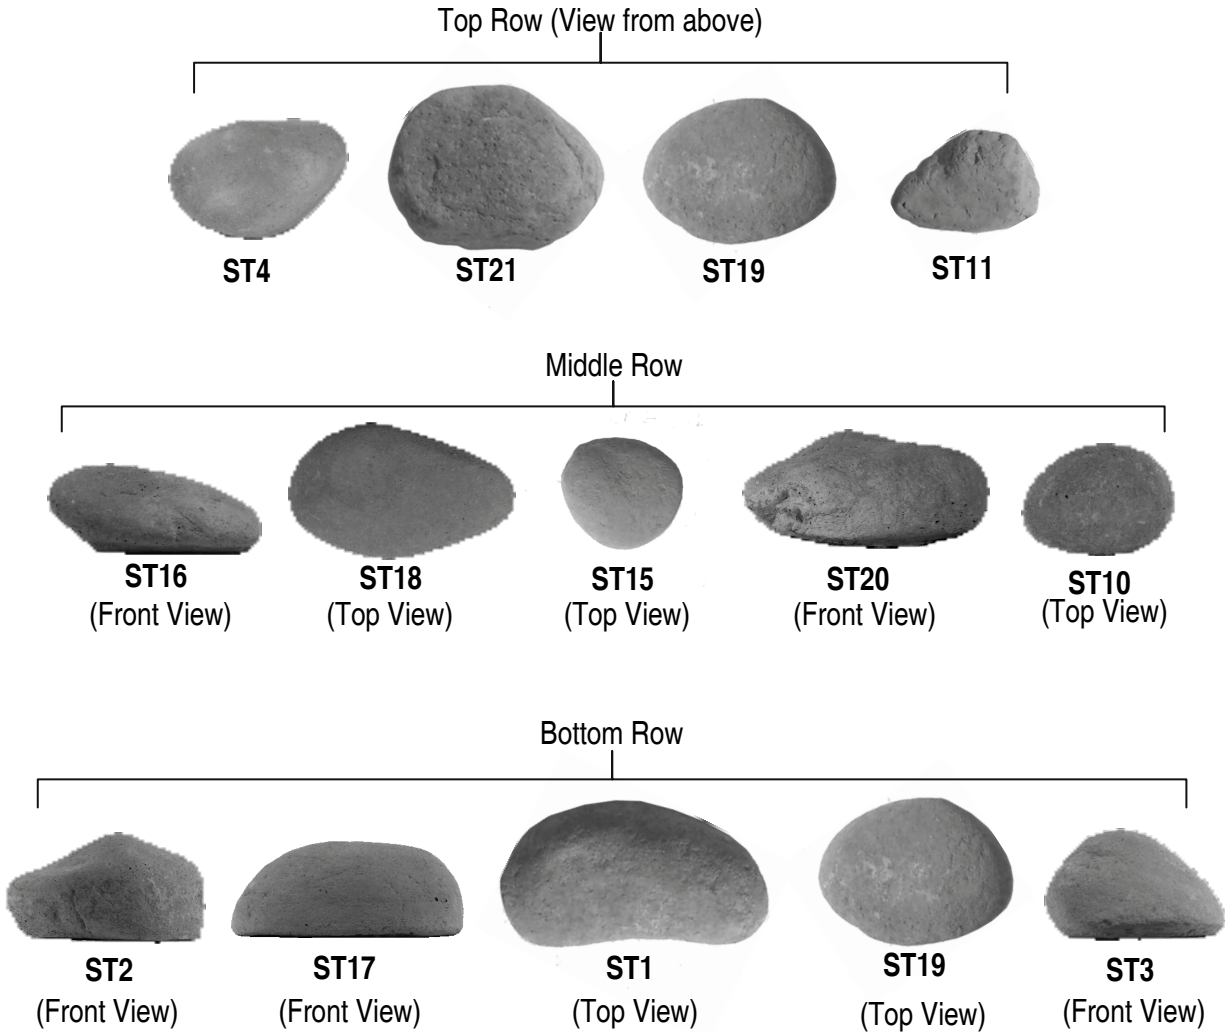 Top Row (View from above)
ST4 ST21 ST19 ST11
Middle Row
ST16 ST18 ST15 ST20 ST10
(Front View) (Top View) (Top View) (Front View) (Top View)
Bottom Row
ST2 ST17 ST1 ST19 ST3
(Front View) (Front View) (Top View) (Top View) (Front View)